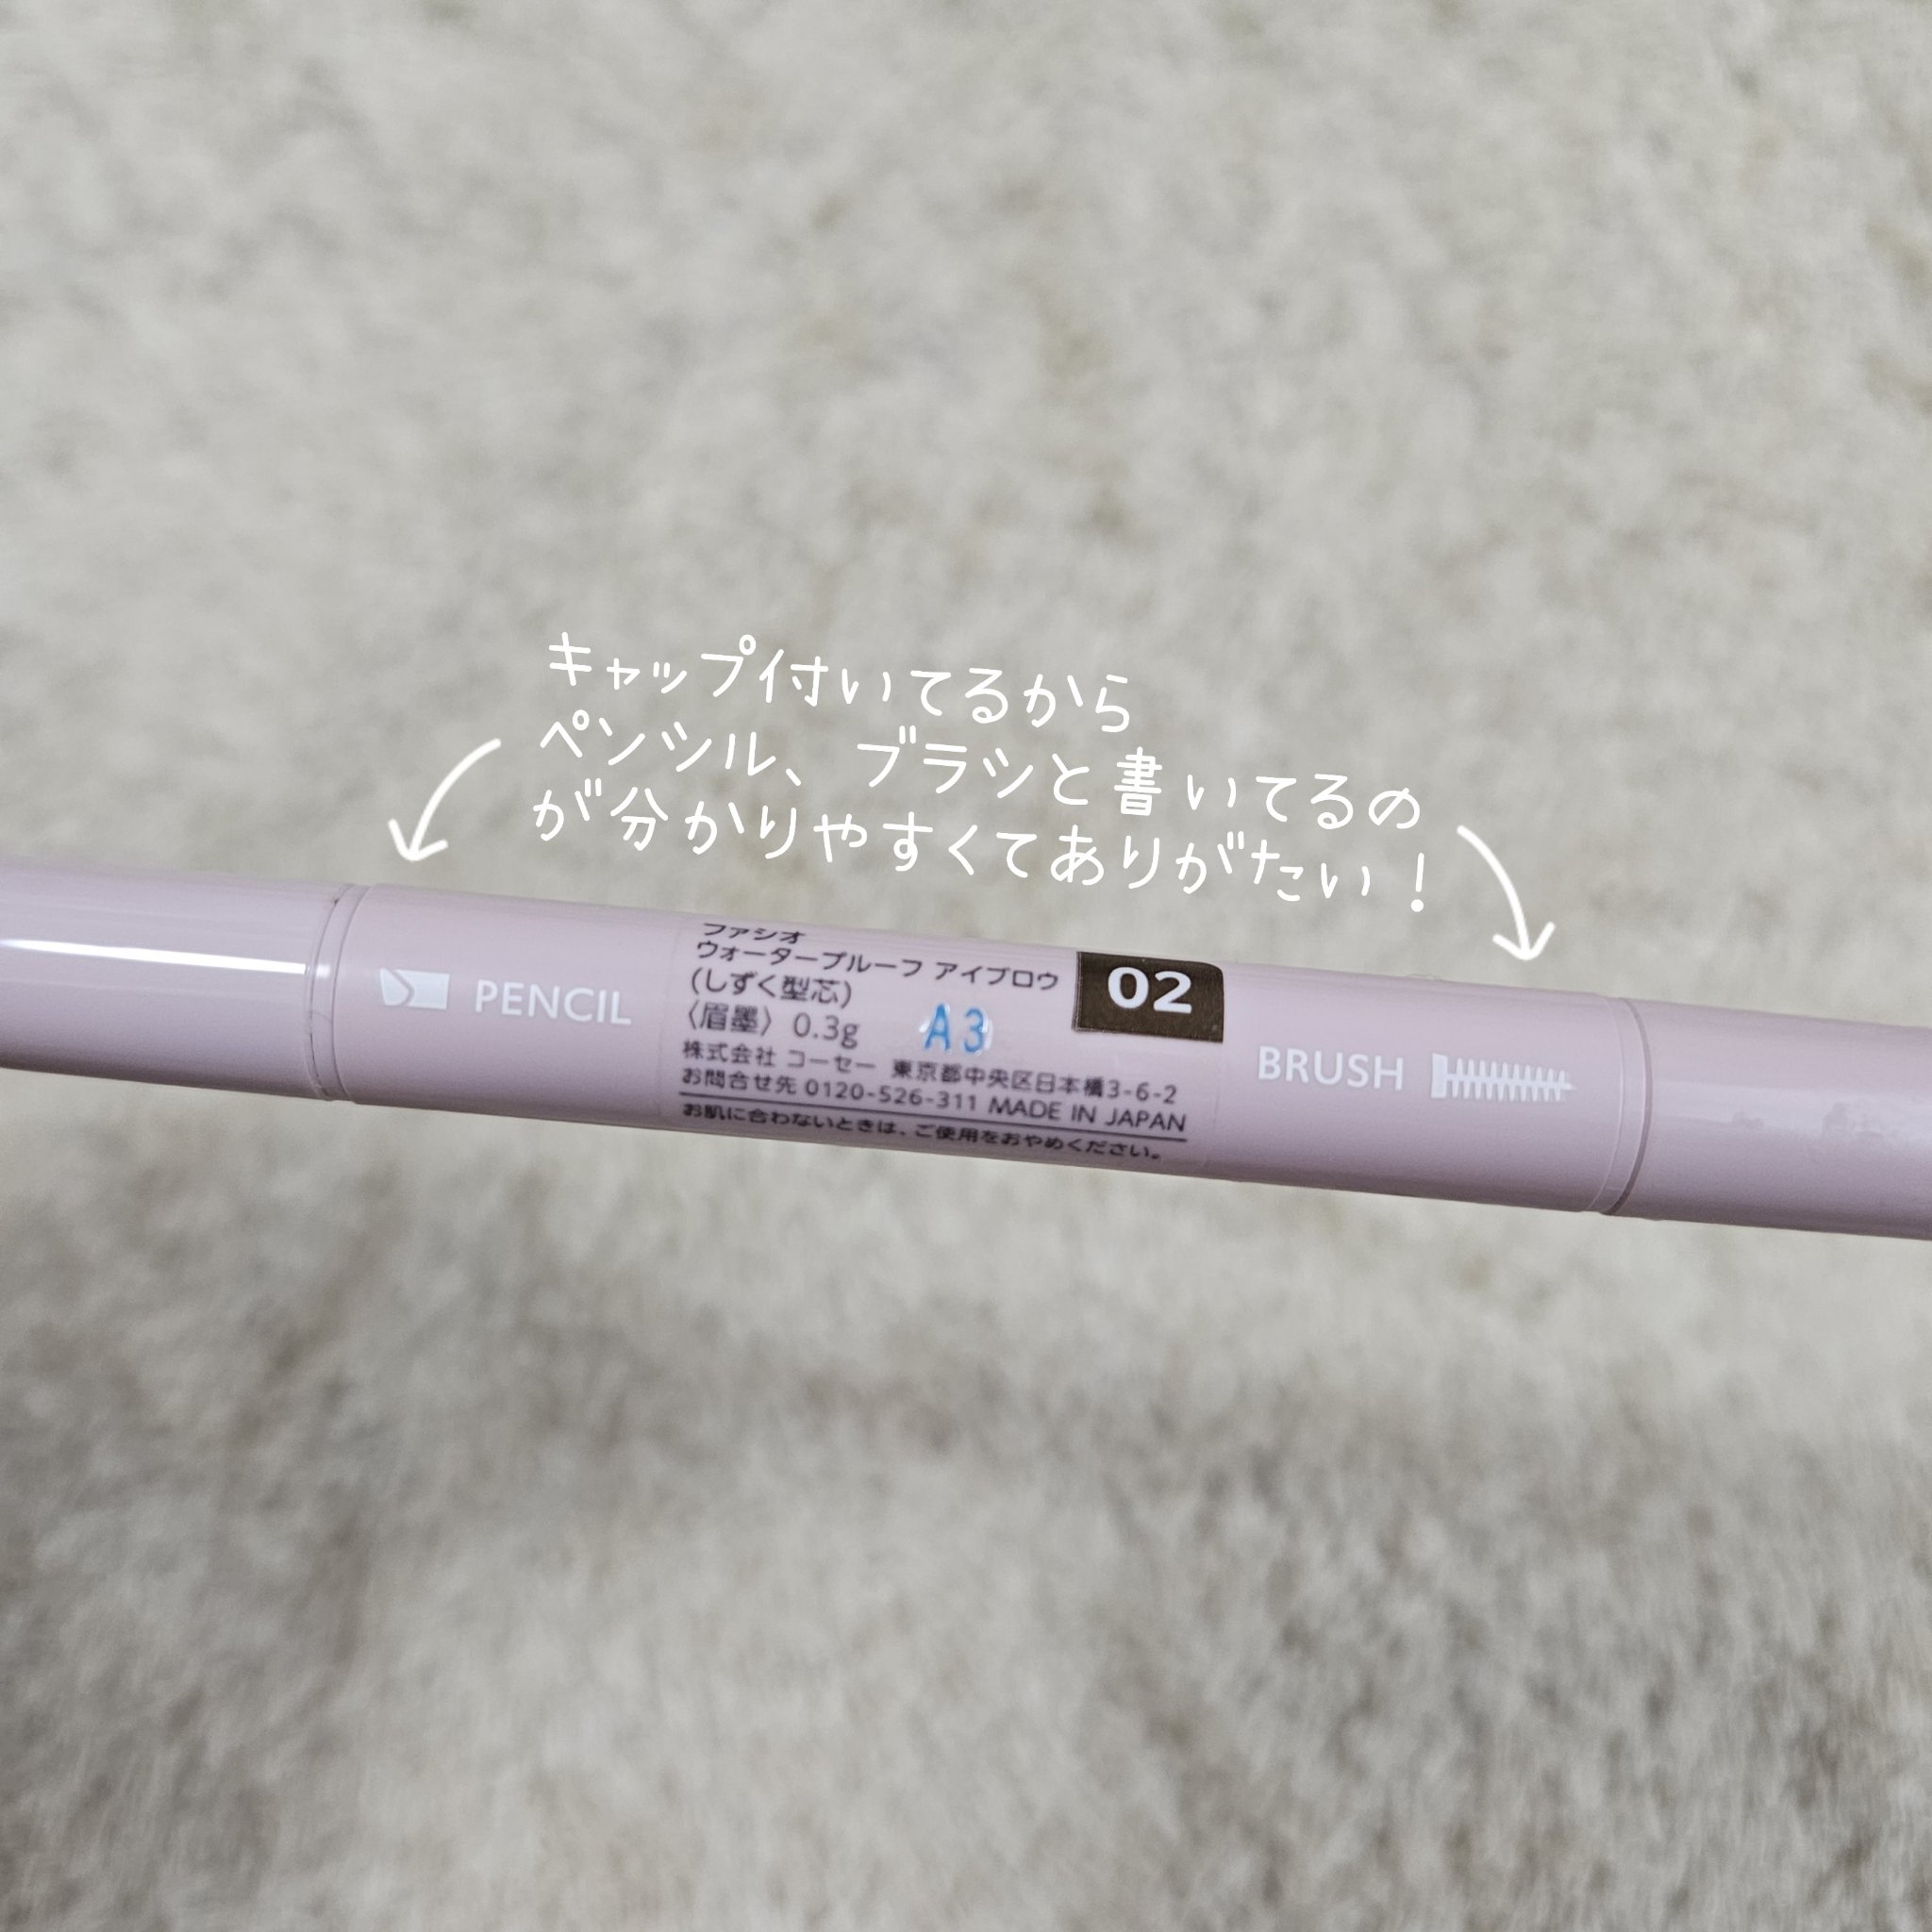 キャップ付いてるから
ペンシル、ブラシと書いてるの
が分かりやすくてありがたい!
PENCIL
ファシオ
ウォータープルーフ アイブロウ
(しずく型芯)
〈眉墨〉 0.3g
A3
02
株式会社 コーセー 東京都中央区日本橋3-6-2
お問合せ先 0120-526-311 MADE IN JAPAN
お肌に合わないときは、ご使用をおやめください。
BRUSH